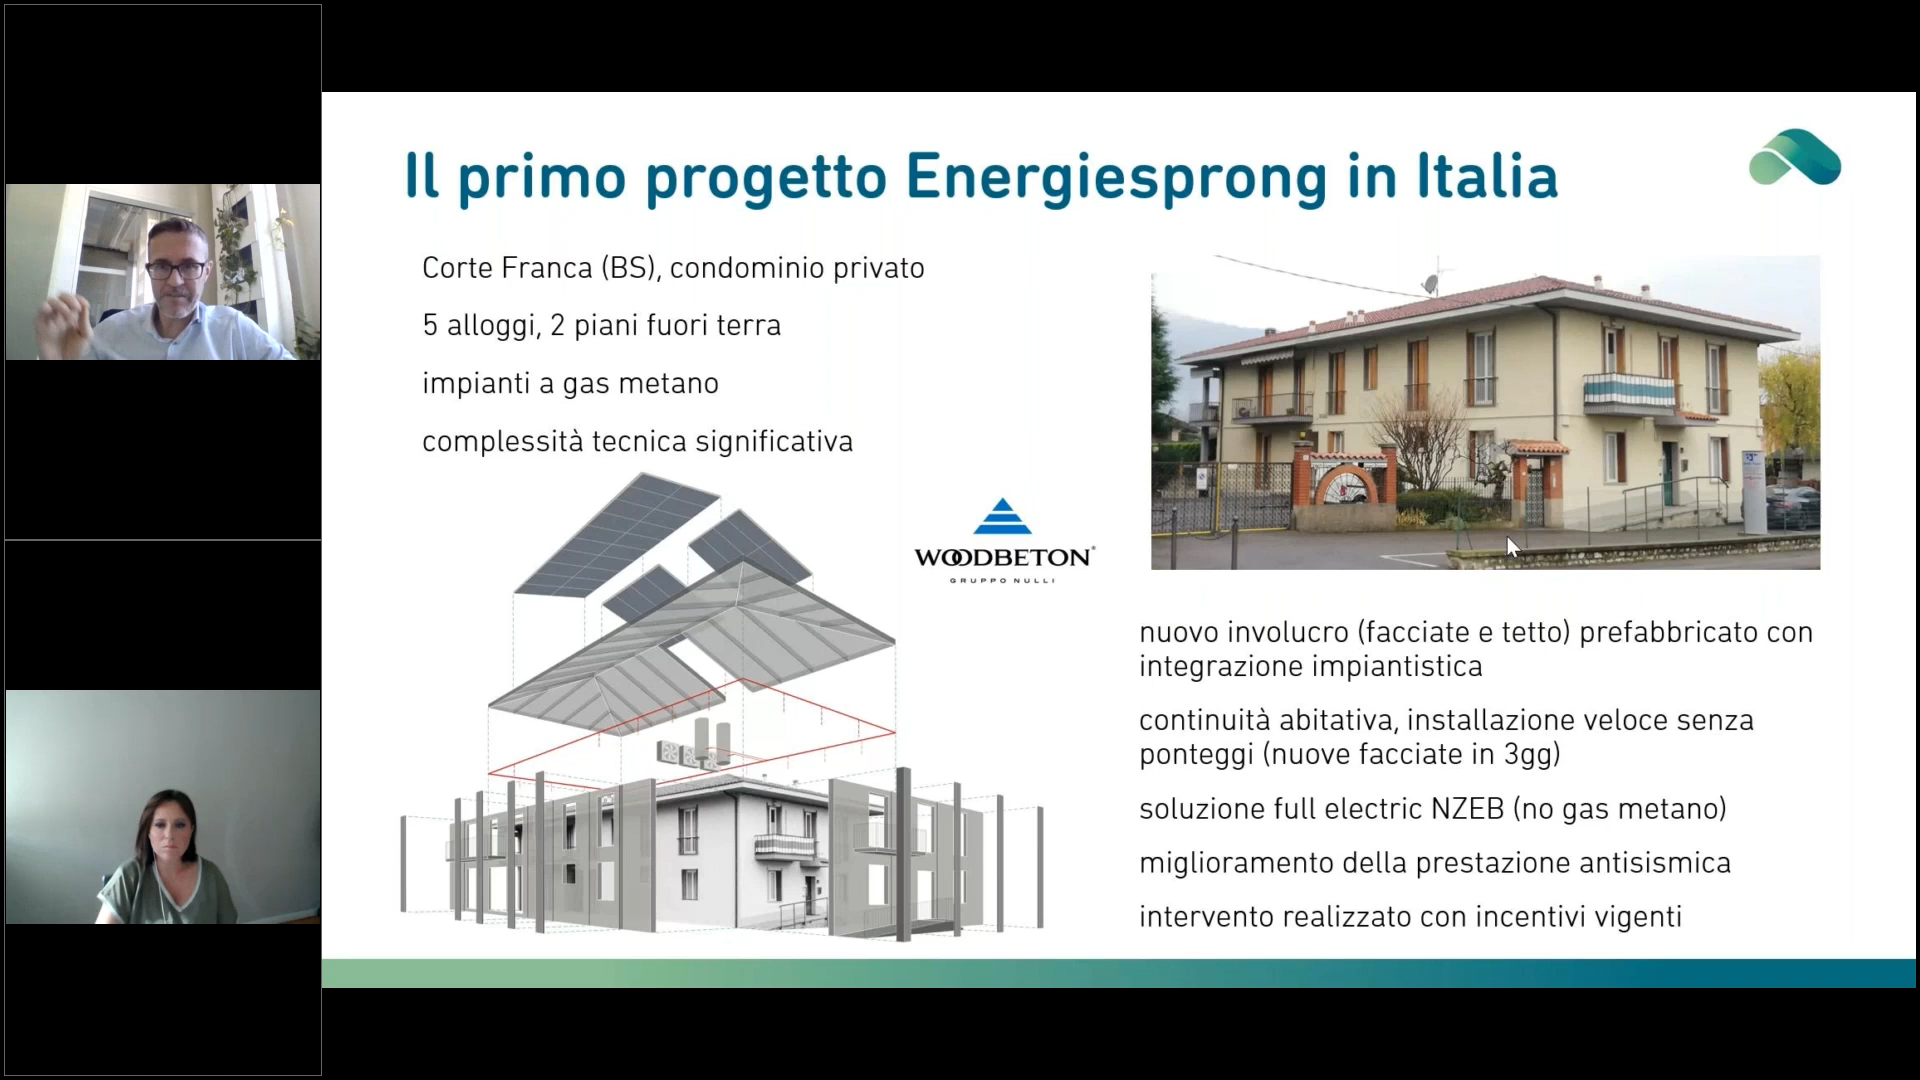 Il primo progetto Energiesprong in Italia
Corte Franca (BS), condominio privato
5 alloggi, 2 piani fuori terra
impianti a gas metano
complessità tecnica significativa
WOODBETON®
GRUPPO NULLI
nuovo involucro (facciate e tetto) prefabbricato con
integrazione impiantistica
continuità abitativa, installazione veloce senza
ponteggi (nuove facciate in 3gg)
soluzione full electric NZEB (no gas metano)
miglioramento della prestazione antisismica
intervento realizzato con incentivi vigenti